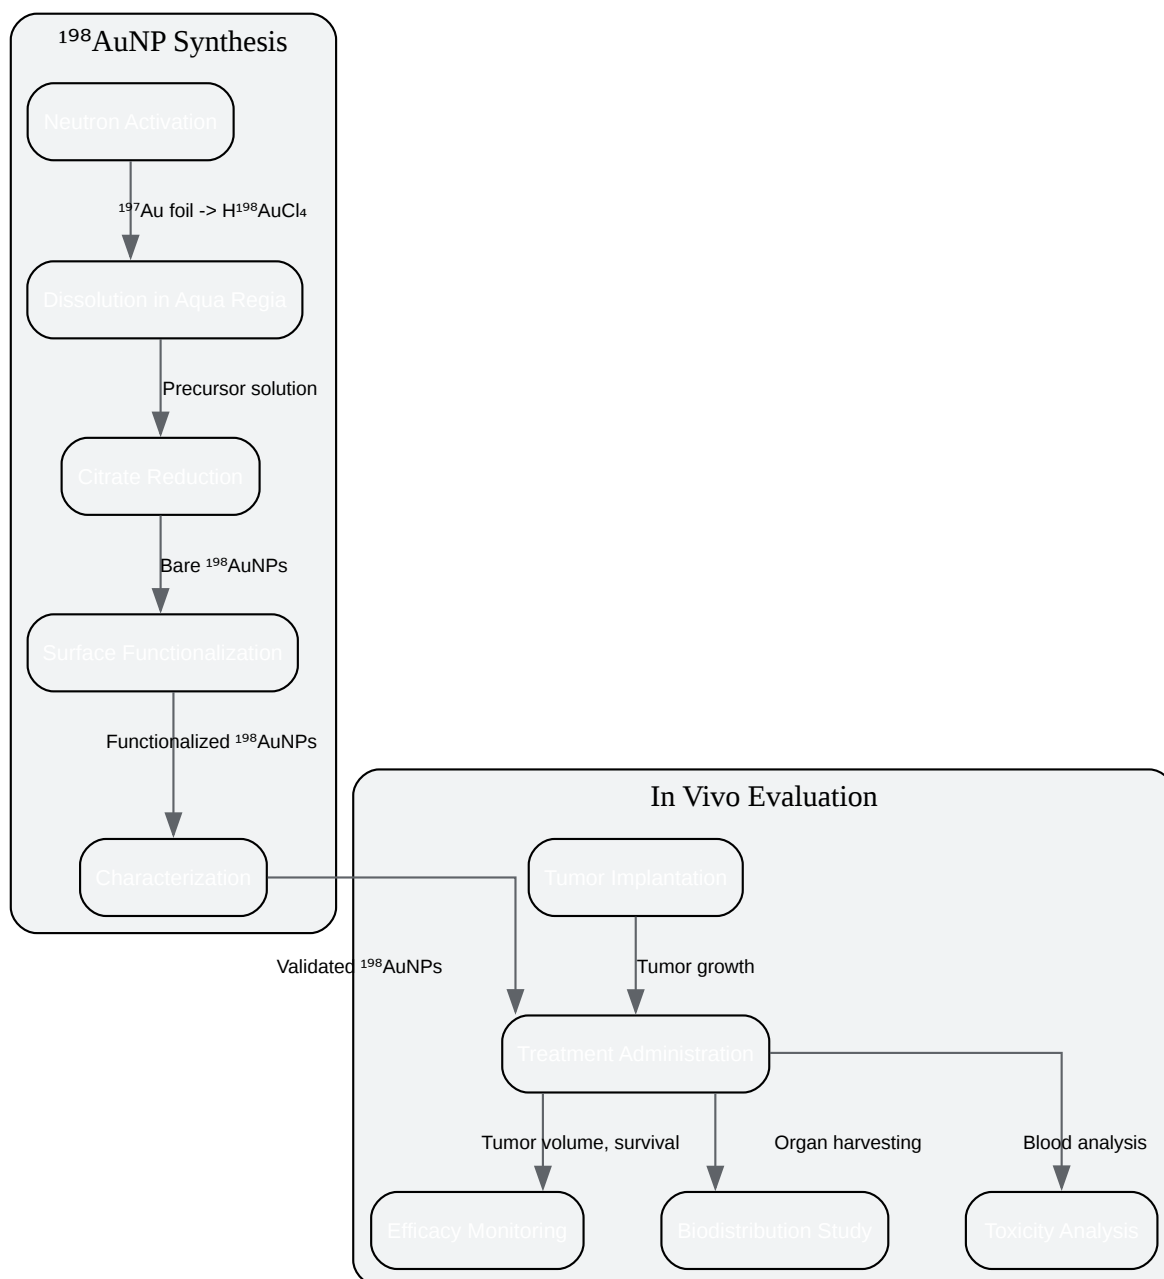 ¹⁹⁸AuNP Synthesis
Neutron Activation
¹⁹⁷Au foil -> H¹⁹⁸AuCl₄
Dissolution in Aqua Regia
Precursor solution
Citrate Reduction
Bare ¹⁹⁸AuNPs
Surface Functionalization
Functionalized ¹⁹⁸AuNPs
Characterization
Validated ¹⁹⁸AuNPs
In Vivo Evaluation
Tumor Implantation
Tumor growth
Treatment Administration
Tumor volume, survival
Organ harvesting
Blood analysis
Efficacy Monitoring
Biodistribution Study
Toxicity Analysis